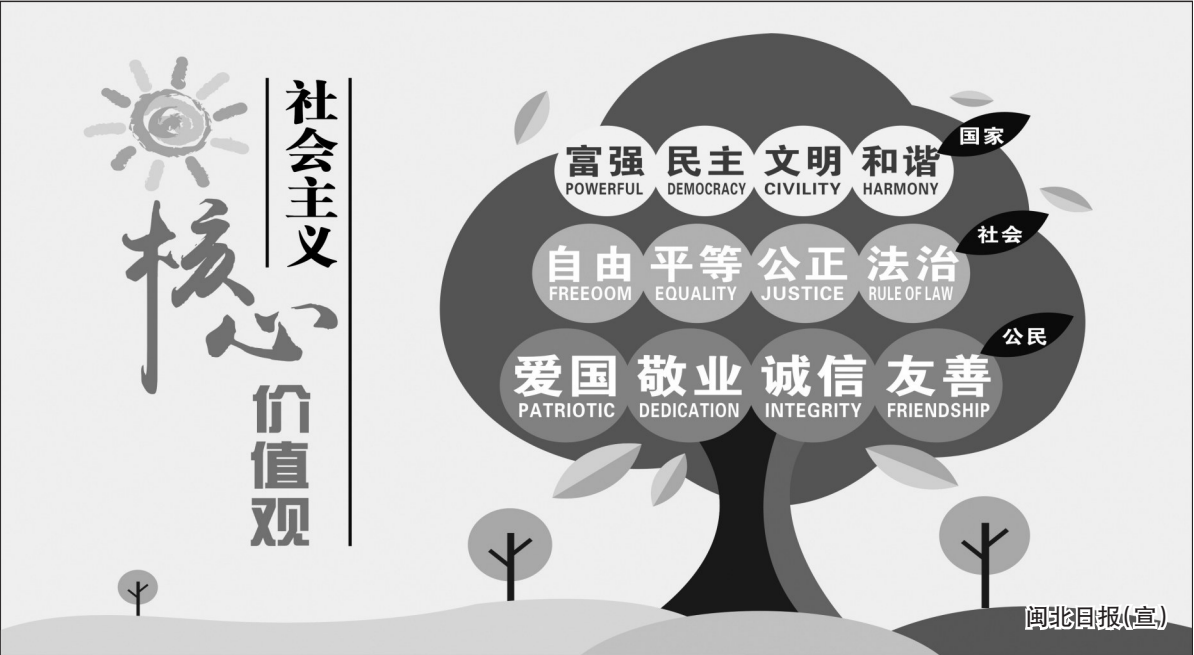 社会主义
核心
价值观
富强 民主 文明 和谐
POWERFUL DEMOCRACY CIVILITY HARMONY
国家
自由 平等 公正 法治
FREEOOM EQUALITY JUSTICE RULE OF LAW
社会
爱国 敬业 诚信 友善
PATRIOTIC DEDICATION INTEGRITY FRIENDSHIP
公民
闽北日报(宣)